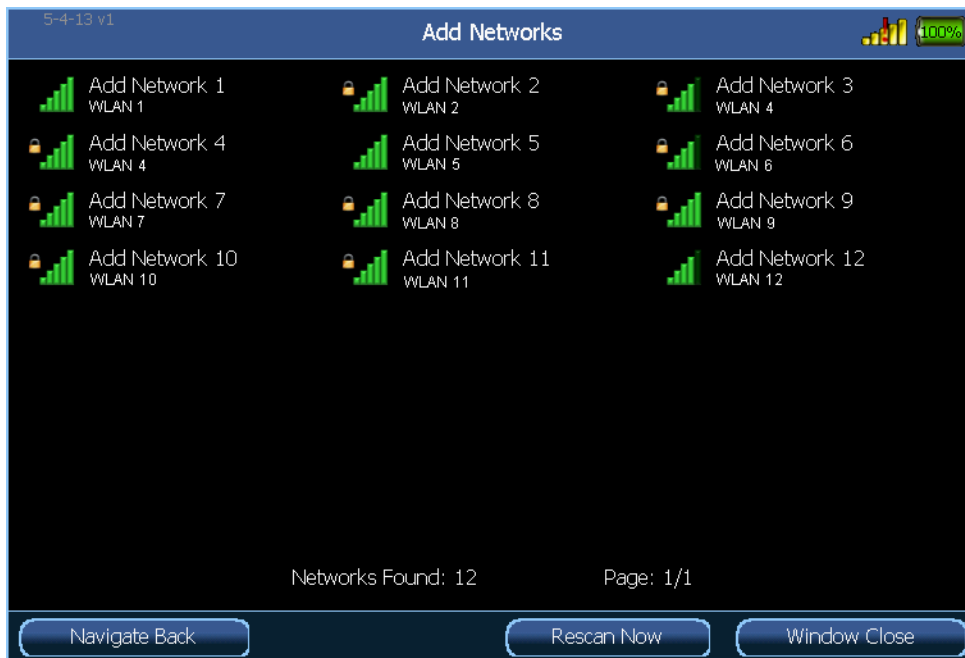 5-4-13 v1
Add Networks
100%
Add Network 1
WLAN 1
Add Network 2
WLAN 2
Add Network 3
WLAN 4
Add Network 4
WLAN 4
Add Network 5
WLAN 5
Add Network 6
WLAN 6
Add Network 7
WLAN 7
Add Network 8
WLAN 8
Add Network 9
WLAN 9
Add Network 10
WLAN 10
Add Network 11
WLAN 11
Add Network 12
WLAN 12
Networks Found: 12 Page: 1/1
Navigate Back Rescan Now Window Close